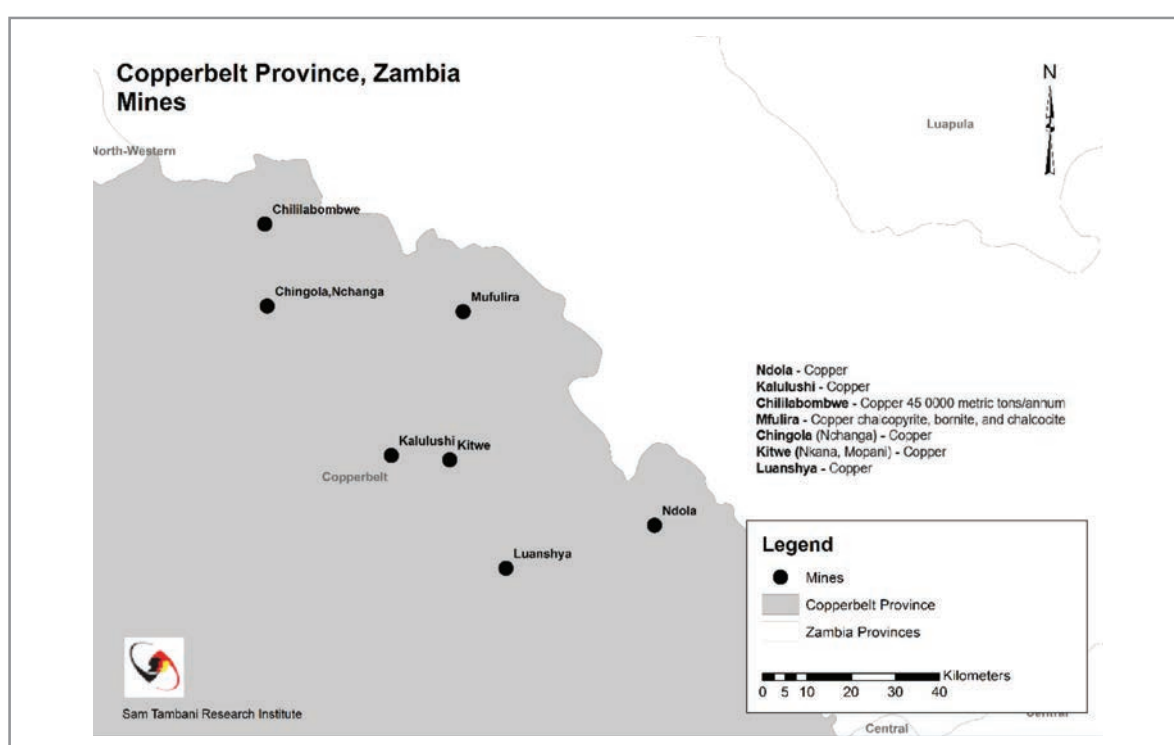 Copperbelt Province, Zambia
Mines
N
Luapula
North-Western
Chililabombwe
Chingola,Nchanga
Mufulira
Ndola - Copper
Kalulushi - Copper
Chililabombwe - Copper 45 0000 metric tons/annum
Mfulira - Copper chalcopyrite, bornite, and chalcocite
Chingola (Nchanga) - Copper
Kitwe (Nkana, Mopani) - Copper
Luanshya - Copper
Kalulushi
Kitwe
Copperbelt
Ndola
Luanshya
Legend
Mines
Copperbelt Province
Zambia Provinces
Kilometers
0 5 10 20 30 40
Sam Tambani Research Institute
Central
Central